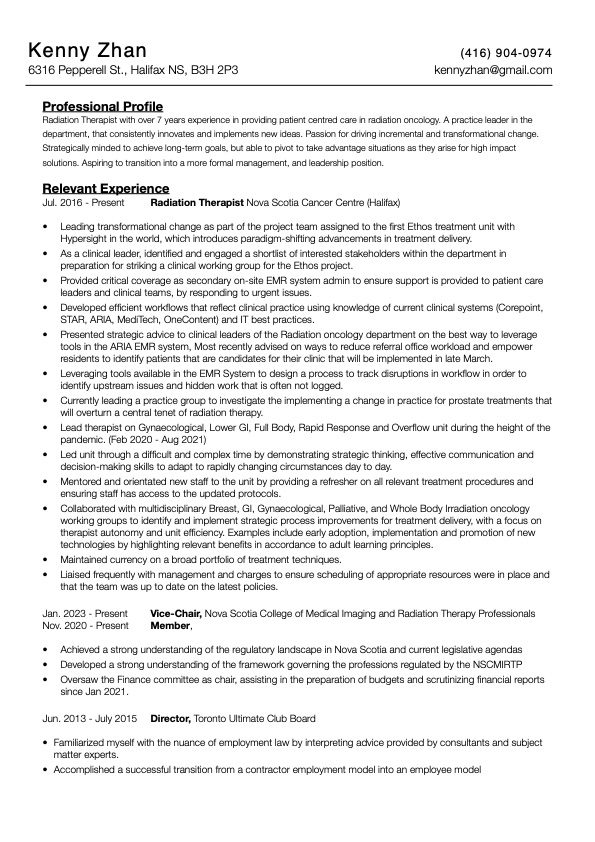 Kenny Zhan
(416) 904-0974
6316 Pepperell St., Halifax NS, B3H 2P3
kennyzhan@gmail.com
Professional Profile
Radiation Therapist with over 7 years experience in providing patient centred care in radiation oncology. A practice leader in the
department, that consistently innovates and implements new ideas. Passion for driving incremental and transformational change.
Strategically minded to achieve long-term goals, but able to pivot to take advantage situations as they arise for high impact
solutions. Aspiring to transition into a more formal management, and leadership position.
Relevant Experience
Jul. 2016 - Present Radiation Therapist Nova Scotia Cancer Centre (Halifax)
• Leading transformational change as part of the project team assigned to the first Ethos treatment unit with
Hypersight in the world, which introduces paradigm-shifting advancements in treatment delivery.
• As a clinical leader, identified and engaged a shortlist of interested stakeholders within the department in
preparation for striking a clinical working group for the Ethos project.
• Provided critical coverage as secondary on-site EMR system admin to ensure support is provided to patient care
leaders and clinical teams, by responding to urgent issues.
• Developed efficient workflows that reflect clinical practice using knowledge of current clinical systems (Corepoint,
STAR, ARIA, MediTech, OneContent) and IT best practices.
• Presented strategic advice to clinical leaders of the Radiation oncology department on the best way to leverage
tools in the ARIA EMR system, Most recently advised on ways to reduce referral office workload and empower
residents to identify patients that are candidates for their clinic that will be implemented in late March.
• Leveraging tools available in the EMR System to design a process to track disruptions in workflow in order to
identify upstream issues and hidden work that is often not logged.
• Currently leading a practice group to investigate the implementing a change in practice for prostate treatments that
will overturn a central tenet of radiation therapy.
• Lead therapist on Gynaecological, Lower GI, Full Body, Rapid Response and Overflow unit during the height of the
pandemic. (Feb 2020 - Aug 2021)
• Led unit through a difficult and complex time by demonstrating strategic thinking, effective communication and
decision-making skills to adapt to rapidly changing circumstances day to day.
• Mentored and orientated new staff to the unit by providing a refresher on all relevant treatment procedures and
ensuring staff has access to the updated protocols.
• Collaborated with multidisciplinary Breast, GI, Gynaecological, Palliative, and Whole Body Irradiation oncology
working groups to identify and implement strategic process improvements for treatment delivery, with a focus on
therapist autonomy and unit efficiency. Examples include early adoption, implementation and promotion of new
technologies by highlighting relevant benefits in accordance to adult learning principles.
• Maintained currency on a broad portfolio of treatment techniques.
• Liaised frequently with management and charges to ensure scheduling of appropriate resources were in place and
that the team was up to date on the latest policies.
Jan. 2023 - Present Vice-Chair, Nova Scotia College of Medical Imaging and Radiation Therapy Professionals
Nov. 2020 - Present Member,
• Achieved a strong understanding of the regulatory landscape in Nova Scotia and current legislative agendas
• Developed a strong understanding of the framework governing the professions regulated by the NSCMIRTP
• Oversaw the Finance committee as chair, assisting in the preparation of budgets and scrutinizing financial reports
since Jan 2021.
Jun. 2013 - July 2015 Director, Toronto Ultimate Club Board
• Familiarized myself with the nuance of employment law by interpreting advice provided by consultants and subject
matter experts.
• Accomplished a successful transition from a contractor employment model into an employee model